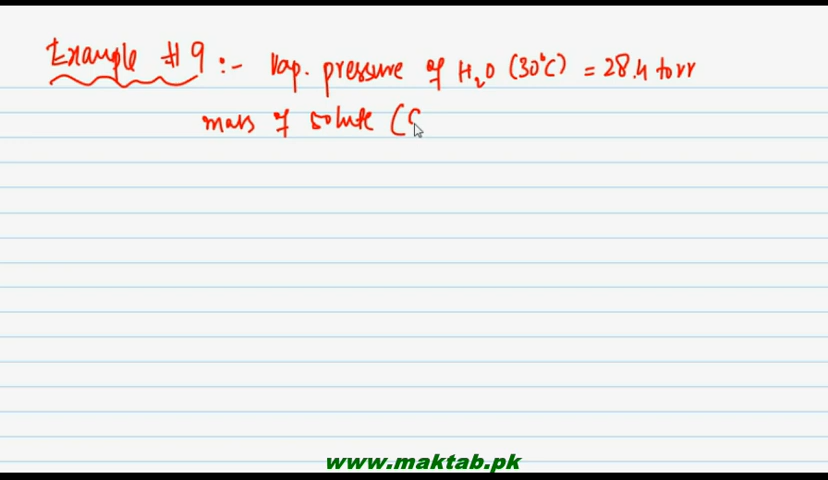 Example # 9 :- Vap. pressure of H₂O (30°C) = 28.4 torr
mass of solute (C
www.maktab.pk